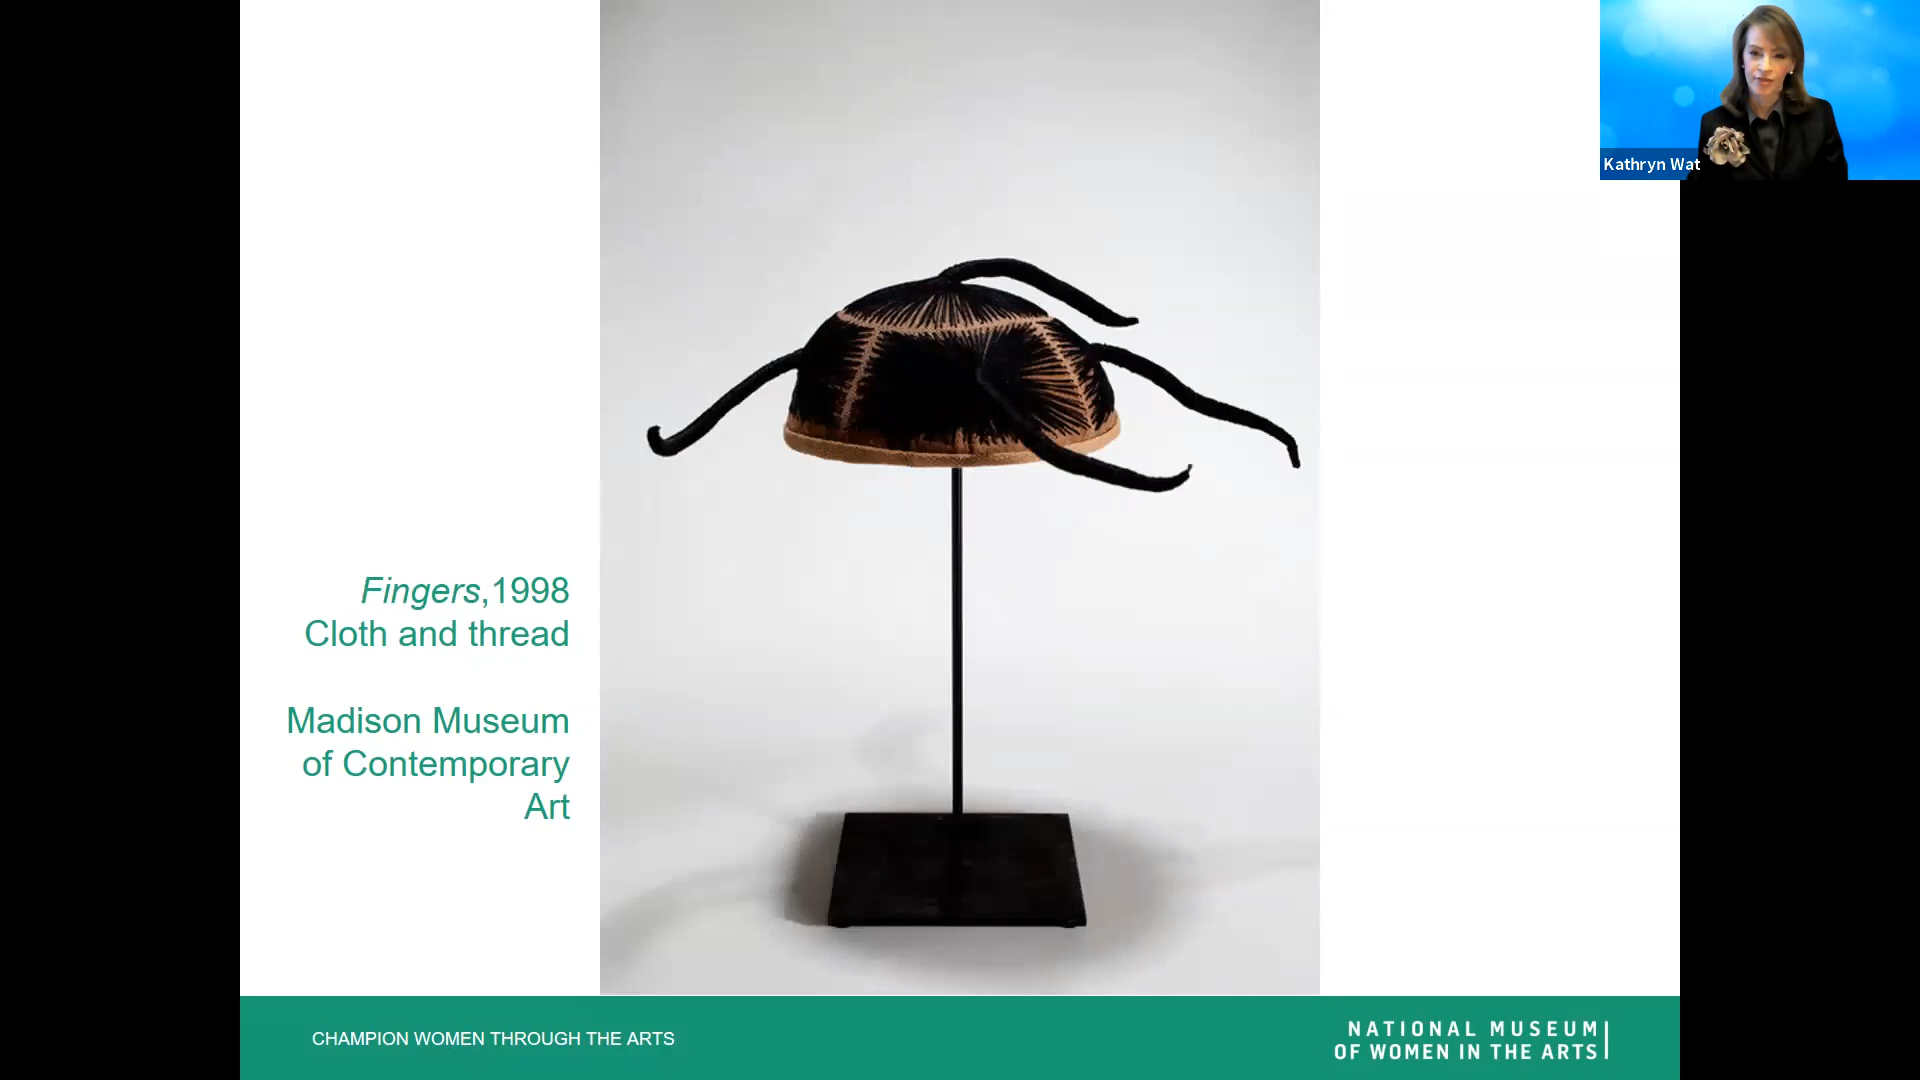 Kathryn Wat
Fingers,1998
Cloth and thread
Madison Museum
of Contemporary
Art
CHAMPION WOMEN THROUGH THE ARTS
NATIONAL MUSEUM
OF WOMEN IN THE ARTS